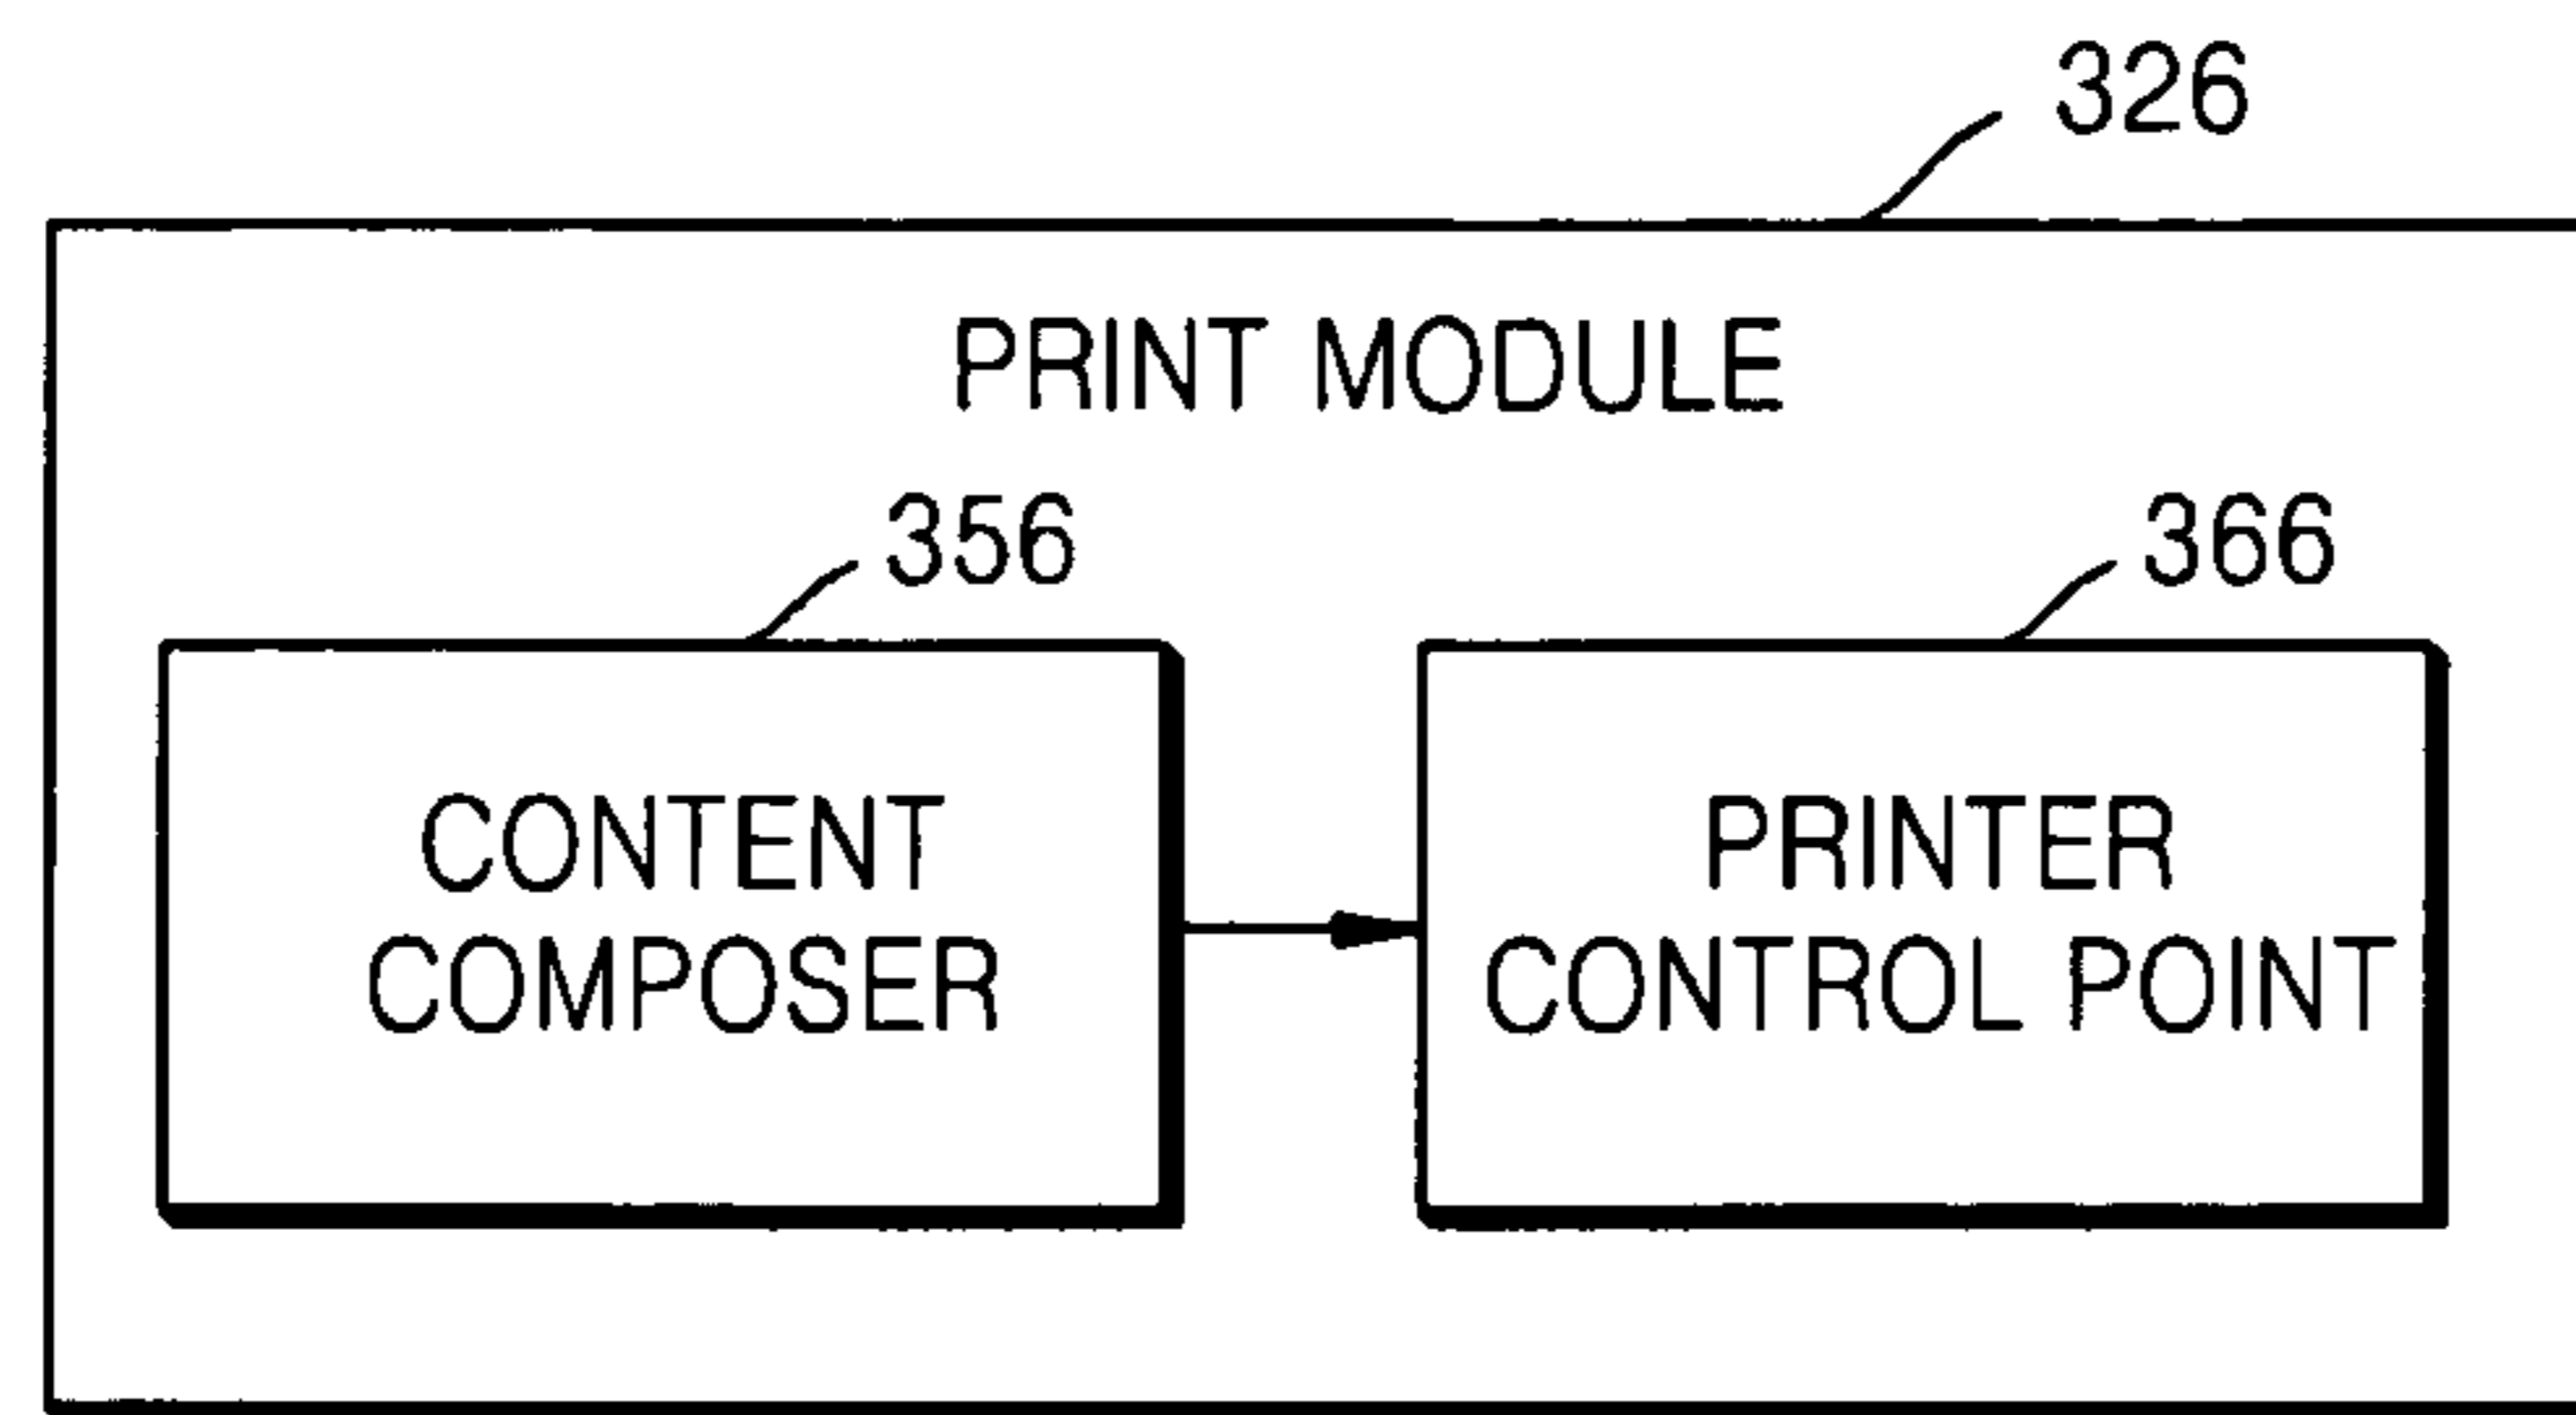 326
PRINT MODULE
356
366
CONTENT
COMPOSER
PRINTER
CONTROL POINT